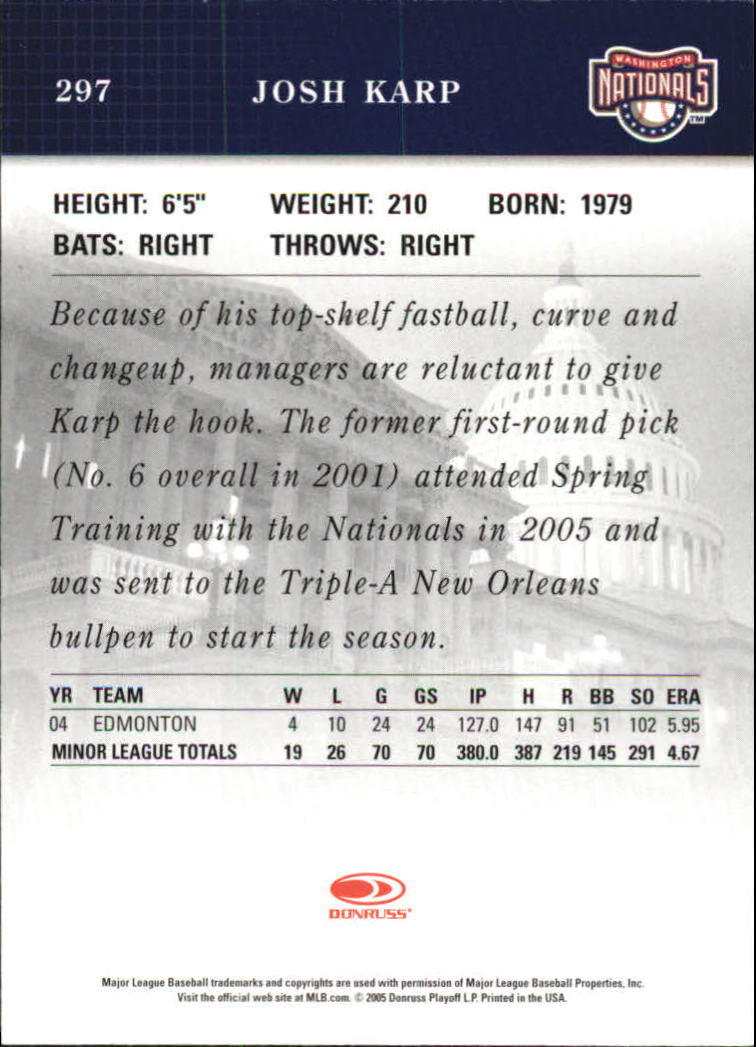 297 JOSH KARP WASHINGTON NATIONALS TM
HEIGHT: 6'5" WEIGHT: 210 BORN: 1979
BATS: RIGHT THROWS: RIGHT
Because of his top-shelf fastball, curve and
changeup, managers are reluctant to give
Karp the hook. The former first-round pick
(No. 6 overall in 2001) attended Spring
Training with the Nationals in 2005 and
was sent to the Triple-A New Orleans
bullpen to start the season.
YR TEAM W L G GS IP H R BB SO ERA
04 EDMONTON 4 10 24 24 127.0 147 91 51 102 5.95
MINOR LEAGUE TOTALS 19 26 70 70 380.0 387 219 145 291 4.67
DONRUSS
Major League Baseball trademarks and copyrights are used with permission of Major League Baseball Properties, Inc.
Visit the official web site at MLB.com. © 2005 Donruss Playoff L.P. Printed in the USA.